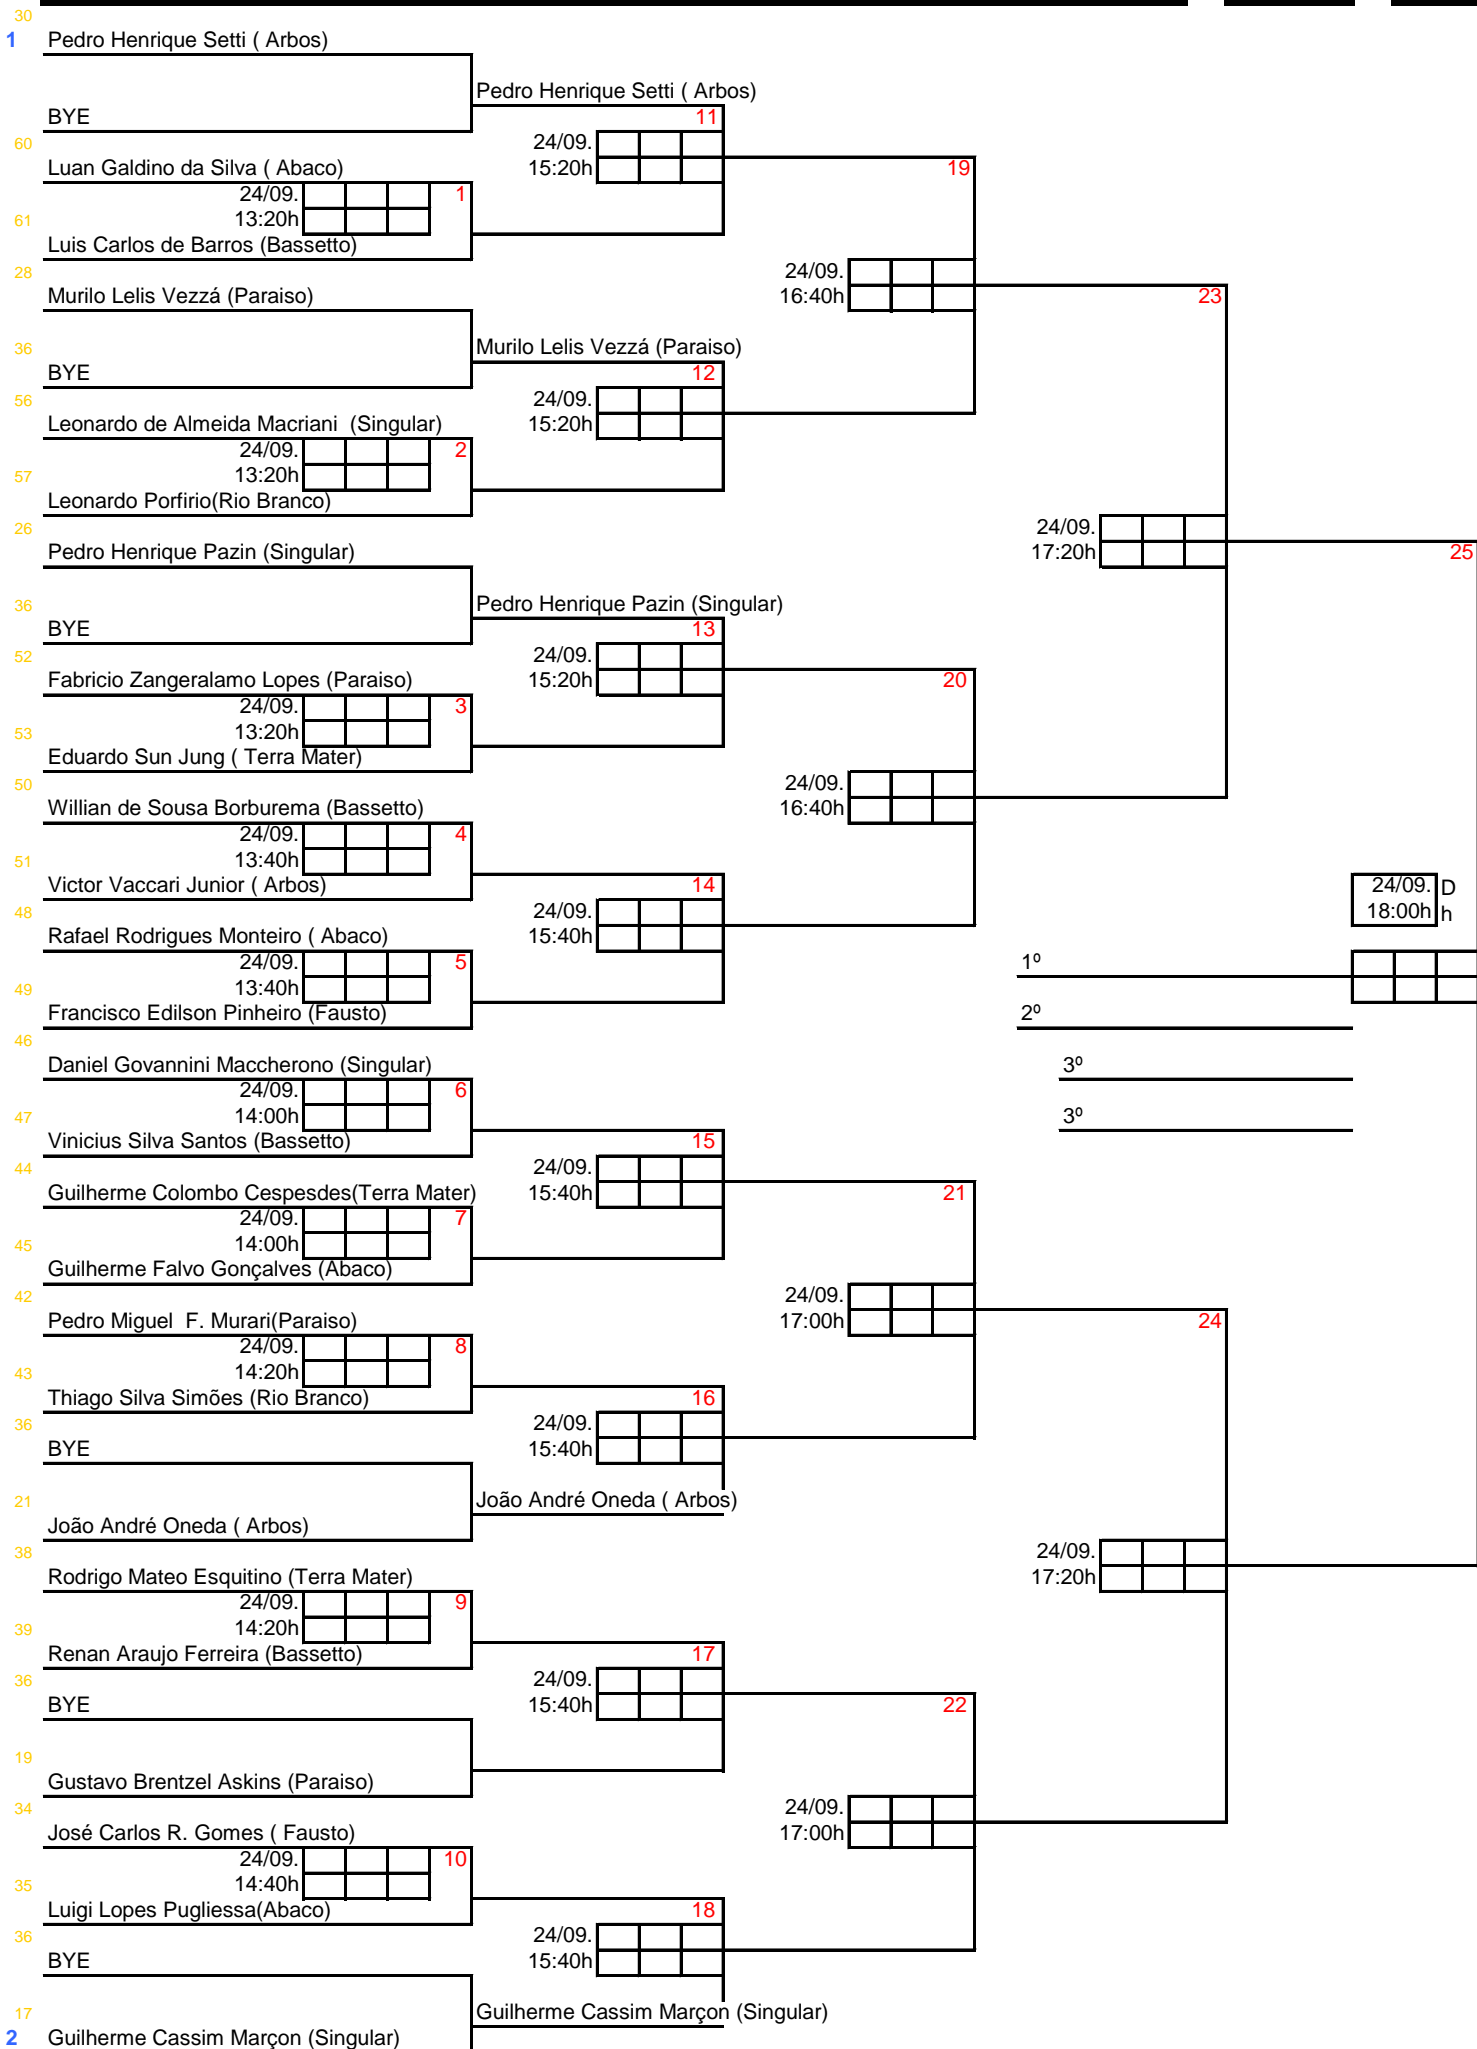 30
1 Pedro Henrique Setti ( Arbos)
Pedro Henrique Setti ( Arbos)
BYE 11
60 24/09.
Luan Galdino da Silva ( Abaco) 15:20h 19
24/09. 1
61 13:20h
Luis Carlos de Barros (Bassetto)
28 24/09.
Murilo Lelis Vezzá (Paraiso) 16:40h 23
36 Murilo Lelis Vezzá (Paraiso)
BYE 12
56 24/09.
Leonardo de Almeida Macriani (Singular) 15:20h
24/09. 2
57 13:20h
Leonardo Porfirio(Rio Branco)
26 24/09.
Pedro Henrique Pazin (Singular) 17:20h 25
36 Pedro Henrique Pazin (Singular)
BYE 13
52 24/09.
Fabricio Zangeralamo Lopes (Paraiso) 15:20h 20
24/09. 3
53 13:20h
Eduardo Sun Jung ( Terra Mater)
50 24/09.
Willian de Sousa Borburema (Bassetto) 16:40h
24/09. 4
51 13:40h
Victor Vaccari Junior ( Arbos) 14 24/09. D
48 24/09. 18:00h h
Rafael Rodrigues Monteiro ( Abaco) 15:40h
24/09. 5 1º
49 13:40h
Francisco Edilson Pinheiro (Fausto) 2º
46
Daniel Govannini Maccherono (Singular) 3º
24/09. 6
47 14:00h 3º
Vinicius Silva Santos (Bassetto) 15
44 24/09.
Guilherme Colombo Cespesdes(Terra Mater) 15:40h 21
24/09. 7
45 14:00h
Guilherme Falvo Gonçalves (Abaco)
42 24/09.
Pedro Miguel F. Murari(Paraiso) 17:00h 24
24/09. 8
43 14:20h
Thiago Silva Simões (Rio Branco) 16
36 24/09.
BYE 15:40h
21 João André Oneda ( Arbos)
João André Oneda ( Arbos)
38 24/09.
Rodrigo Mateo Esquitino (Terra Mater) 17:20h
24/09. 9
39 14:20h
Renan Araujo Ferreira (Bassetto) 17
36 24/09.
BYE 15:40h 22
19
Gustavo Brentzel Askins (Paraiso)
34 24/09.
José Carlos R. Gomes ( Fausto) 17:00h
24/09. 10
35 14:40h
Luigi Lopes Pugliessa(Abaco) 18
36 24/09.
BYE 15:40h
17 Guilherme Cassim Marçon (Singular)
2 Guilherme Cassim Marçon (Singular)